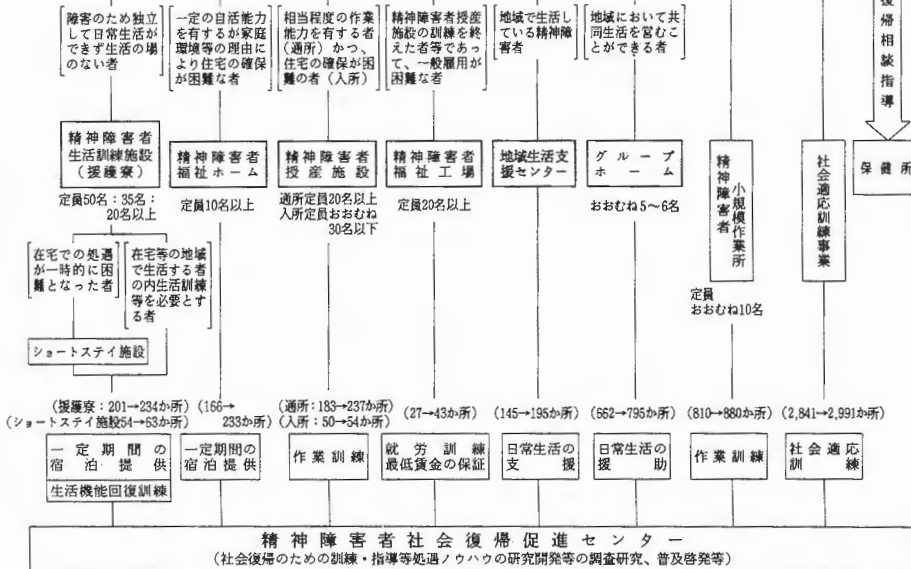 障害のため独立
して日常生活が
できず生活の場
のない者
一定の自活能力
を有するが家庭
環境等の理由に
より住宅の確保
が困難な者
相当程度の作業
能力を有する者
(通所)かつ、
住宅の確保が困
難の者(入所)
精神障害者授産
施設の訓練を終
えた者等であっ
て、一般雇用が
困難な者
地域で生活し
ている精神障
害者
地域において共
同生活を営むこ
とができる者
復帰相談指導
精神障害者
生活訓練施設
(援護寮)
定員50名：35名：
20名以上
精神障害者
福祉ホーム
定員10名以上
精神障害者
授産施設
通所定員20名以上
入所定員おおむね
30名以下
精神障害者
福祉工場
定員20名以上
地域生活支
援センター
グループ
ホーム
おおむね5〜6名
精神障害者
小規模作業所
定員
おおむね10名
社会適応訓練事業
保健所
在宅での処遇
が一時的に困
難となった者
在宅等の地域
で生活する者
の内生活訓練
等を必要とす
る者
ショートステイ施設
(援護寮：201→234か所)
(ショートステイ施設54→63か所)
(166→
233か所)
(通所：183→237か所)
(入所：50→54か所)
(27→43か所)
(145→195か所)
(662→795か所)
(810→880か所)
(2,841→2,991か所)
一定期間の
宿泊提供
生活機能回復訓練
一定期間の
宿泊提供
作業訓練
就労訓練
最低賃金の保証
日常生活の
支援
日常生活の
援助
作業訓練
社会適応
訓練
精神障害者社会復帰促進センター
(社会復帰のための訓練・指導等処遇ノウハウの研究開発等の調査研究、普及啓発等)